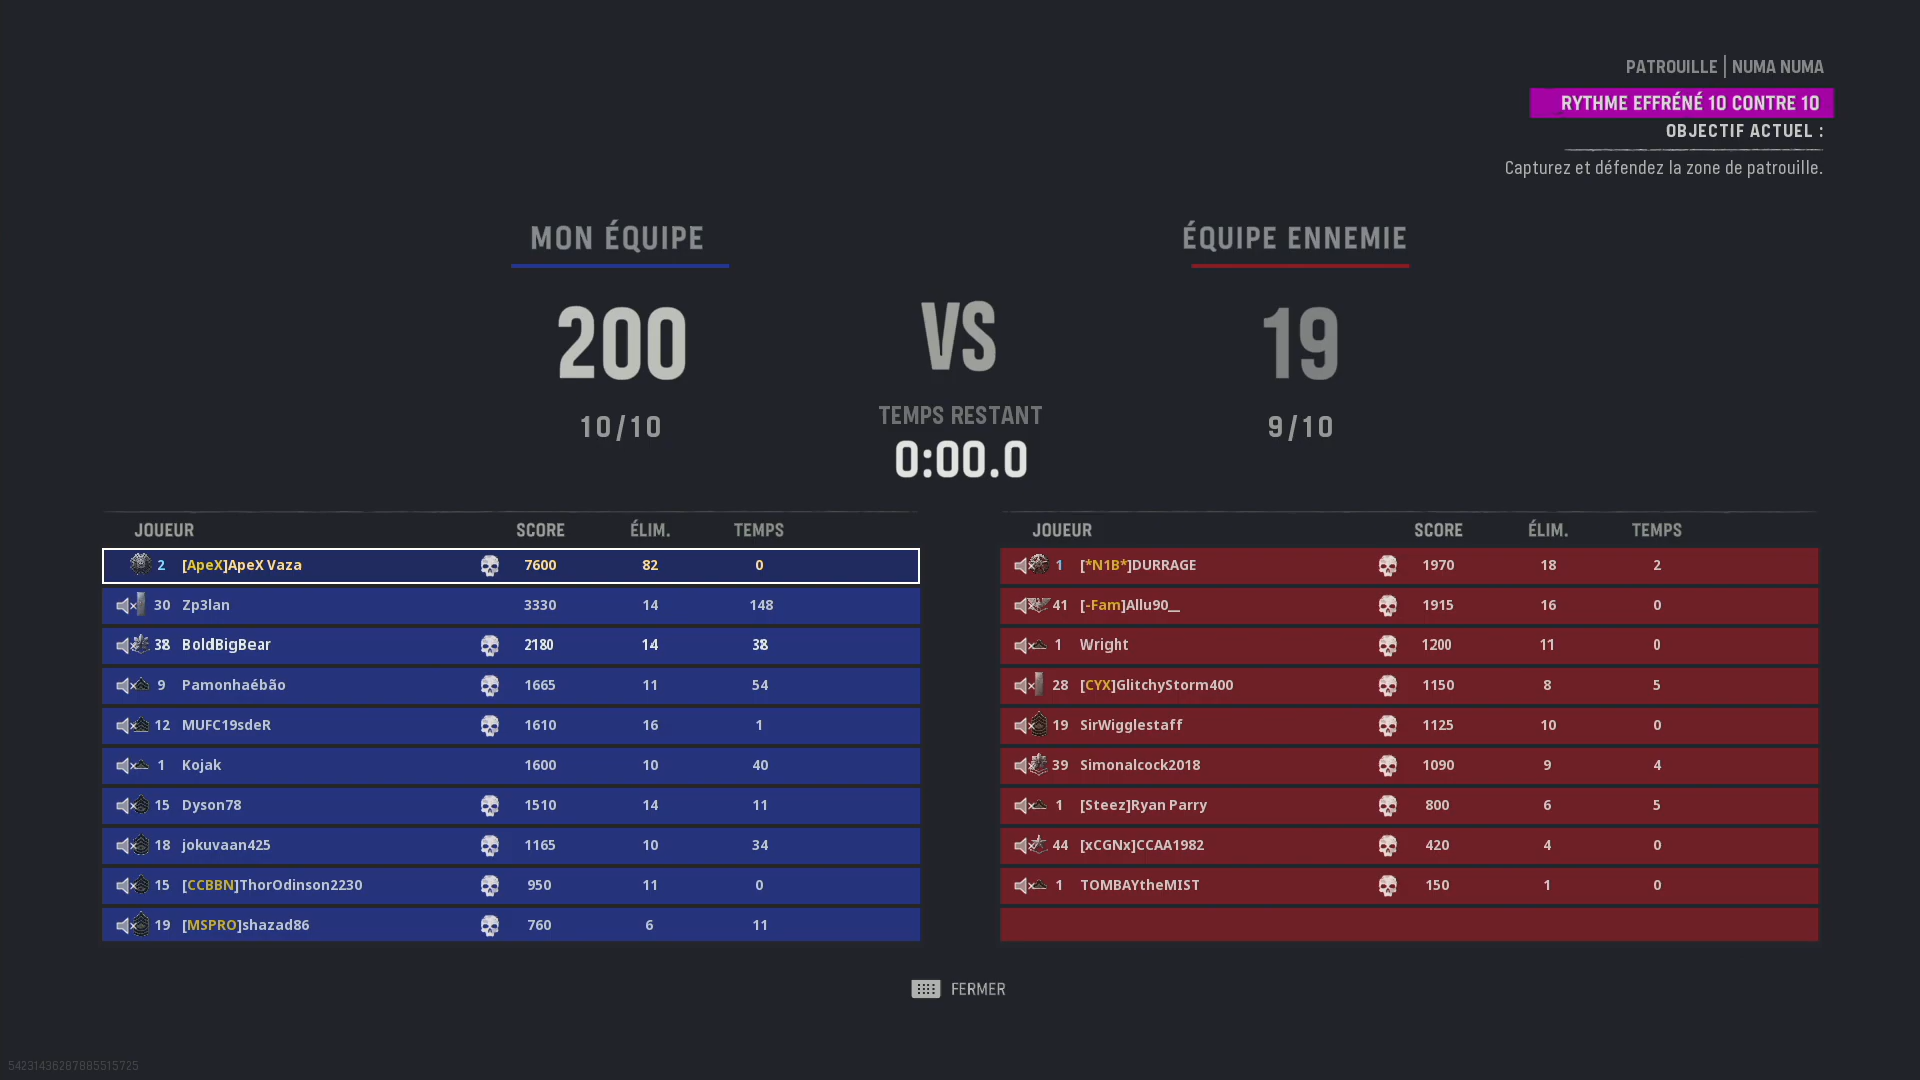 PATROUILLE | NUMA NUMA
RYTHME EFFRÉNÉ 10 CONTRE 10
OBJECTIF ACTUEL :
Capturez et défendez la zone de patrouille.
MON ÉQUIPE
ÉQUIPE ENNEMIE
200 VS 19
10/10 TEMPS RESTANT 9/10
0:00.0
JOUEUR SCORE ÉLIM. TEMPS
2 [ApeX]ApeX Vaza 7600 82 0
30 Zp3lan 3330 14 148
38 BoldBigBear 2180 14 38
9 Pamonhaébão 1665 11 54
12 MUFC19sdeR 1610 16 1
1 Kojak 1600 10 40
15 Dyson78 1510 14 11
18 jokuvaan425 1165 10 34
15 [CCBBN]ThorOdinson2230 950 11 0
19 [MSPRO]shazad86 760 6 11
JOUEUR SCORE ÉLIM. TEMPS
1 [*N1B*]DURRAGE 1970 18 2
41 [-Fam]Allu90__ 1915 16 0
1 Wright 1200 11 0
28 [CYX]GlitchyStorm400 1150 8 5
19 SirWigglestaff 1125 10 0
39 Simonalcock2018 1090 9 4
1 [Steez]Ryan Parry 800 6 5
44 [xCGNx]CCAA1982 420 4 0
1 TOMBAYtheMIST 150 1 0
FERMER
54231436287885515725